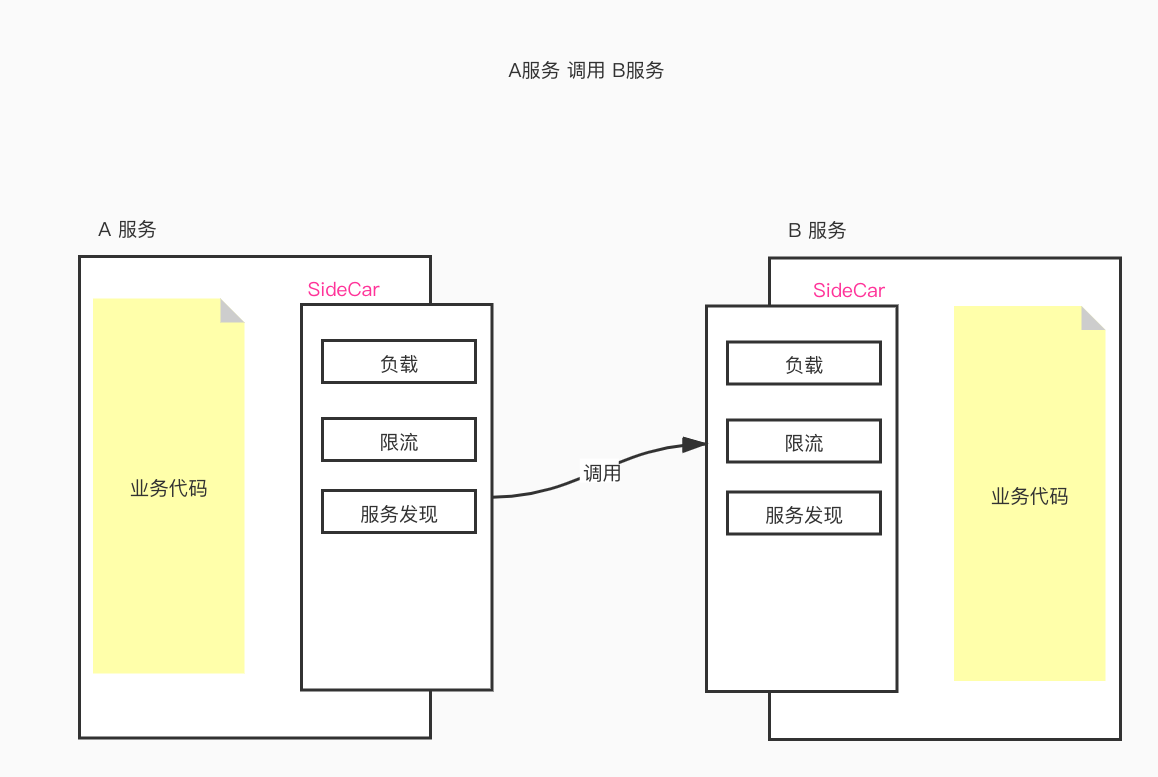 A服务 调用 B服务
A 服务
B 服务
SideCar
SideCar
负载
限流
服务发现
业务代码
调用
负载
限流
服务发现
业务代码